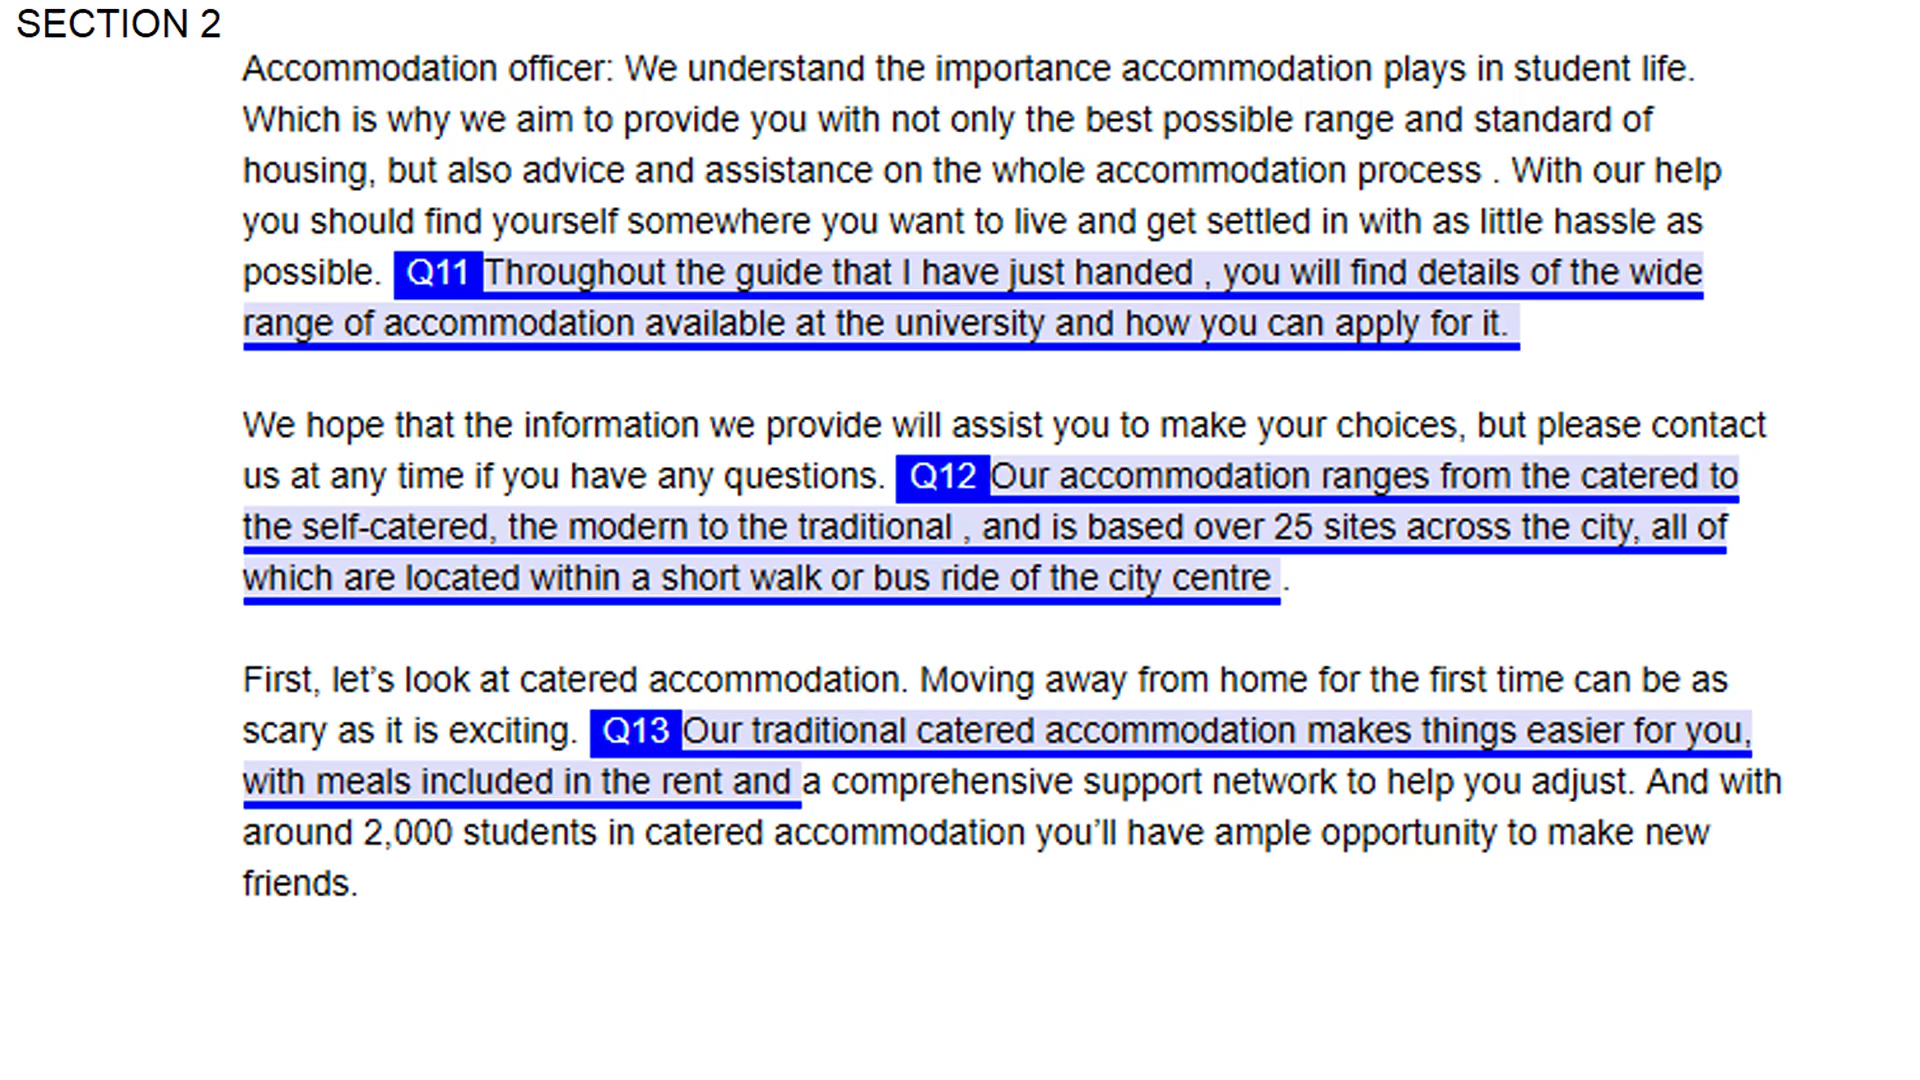 SECTION 2
Accommodation officer: We understand the importance accommodation plays in student life.
Which is why we aim to provide you with not only the best possible range and standard of
housing, but also advice and assistance on the whole accommodation process . With our help
you should find yourself somewhere you want to live and get settled in with as little hassle as
possible. Q11 Throughout the guide that I have just handed , you will find details of the wide
range of accommodation available at the university and how you can apply for it.
We hope that the information we provide will assist you to make your choices, but please contact
us at any time if you have any questions. Q12 Our accommodation ranges from the catered to
the self-catered, the modern to the traditional , and is based over 25 sites across the city, all of
which are located within a short walk or bus ride of the city centre .
First, let’s look at catered accommodation. Moving away from home for the first time can be as
scary as it is exciting. Q13 Our traditional catered accommodation makes things easier for you,
with meals included in the rent and a comprehensive support network to help you adjust. And with
around 2,000 students in catered accommodation you’ll have ample opportunity to make new
friends.